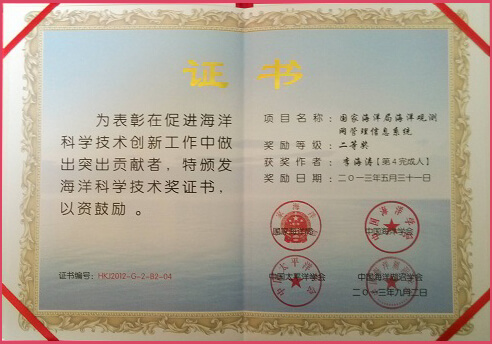 证书
为表彰在促进海洋
科学技术创新工作中做
出突出贡献者，特颁发
海洋科学技术奖证书，
以资鼓励。
证书编号：HKJ2012-G-2-B2-04
项目名称：国家海洋局海洋观测
网管理信息系统
奖励等级：二等奖
获奖作者：李海涛【第4完成人】
奖励日期：二〇一三年五月三十一日
中国海洋学会
中国太平洋学会
中国海洋湖沼学会
二〇一三年九月二日